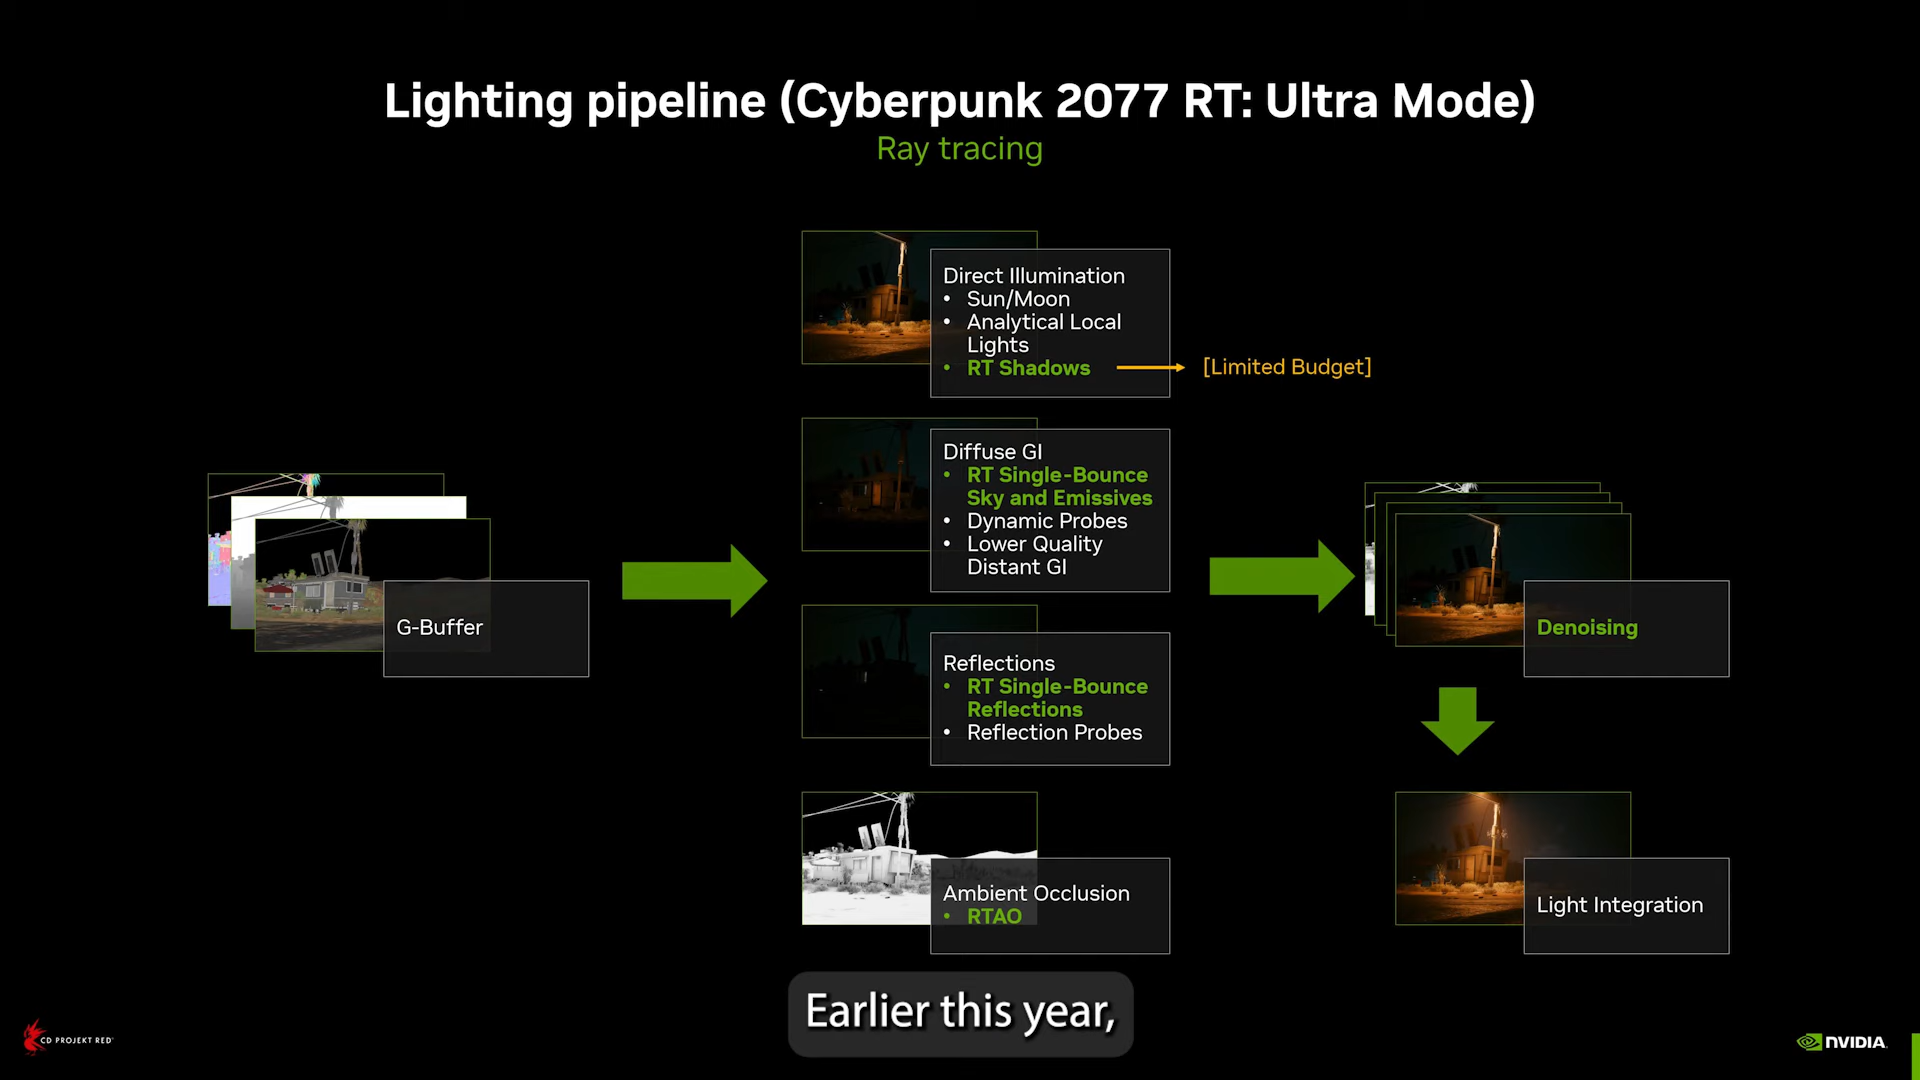 Lighting pipeline (Cyberpunk 2077 RT: Ultra Mode)
Ray tracing
Direct Illumination
• Sun/Moon
• Analytical Local
Lights
• RT Shadows
[Limited Budget]
Diffuse GI
• RT Single-Bounce
Sky and Emissives
• Dynamic Probes
• Lower Quality
Distant GI
G-Buffer
Reflections
• RT Single-Bounce
Reflections
• Reflection Probes
Denoising
Ambient Occlusion
• RTAO
Light Integration
Earlier this year,
CD PROJEKT RED
NVIDIA